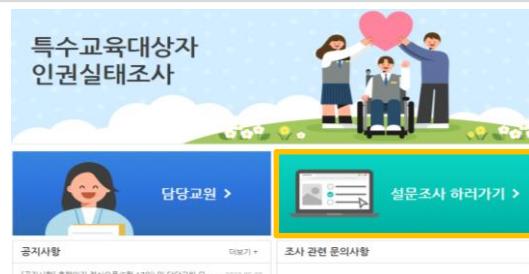 특수교육대상자
인권실태조사
담당교원 >
설문조사 하러가기 >
공지사항
더보기 +
조사 관련 문의사항